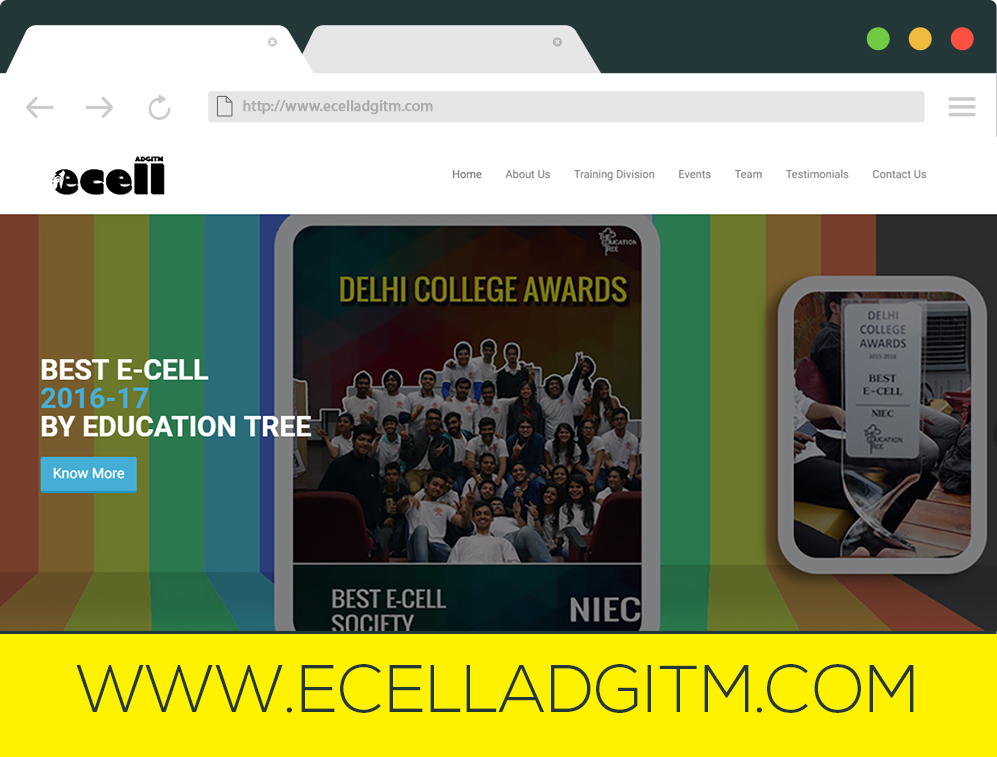 http://www.ecelladgitm.com
ADGITM
ecell
Home About Us Training Division Events Team Testimonials Contact Us
THE EDUCATION TREE
DELHI COLLEGE AWARDS
BEST E-CELL
2016-17
BY EDUCATION TREE
Know More
BEST E-CELL
SOCIETY
NIEC
DELHI
COLLEGE
AWARDS
2015-2016
BEST
E-CELL
NIEC
THE EDUCATION TREE
WWW.ECELLADGITM.COM